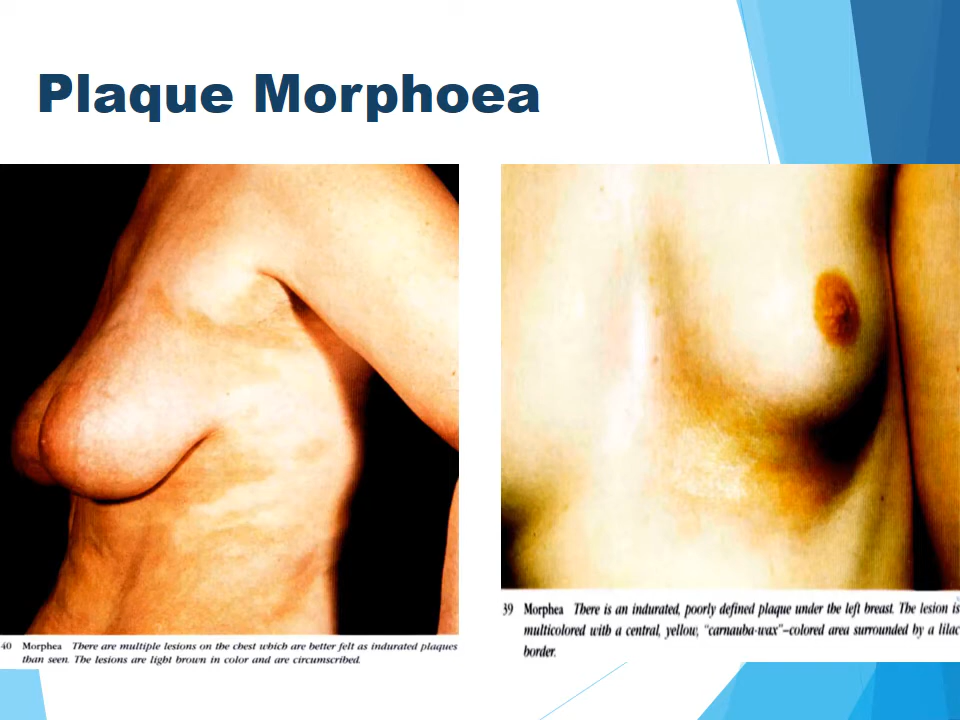 Plaque Morphoea
40 Morphea There are multiple lesions on the chest which are better felt as indurated plaques
than seen. The lesions are light brown in color and are circumscribed.
39 Morphea There is an indurated, poorly defined plaque under the left breast. The lesion is
multicolored with a central, yellow, "carnauba-wax"–colored area surrounded by a lilac
border.